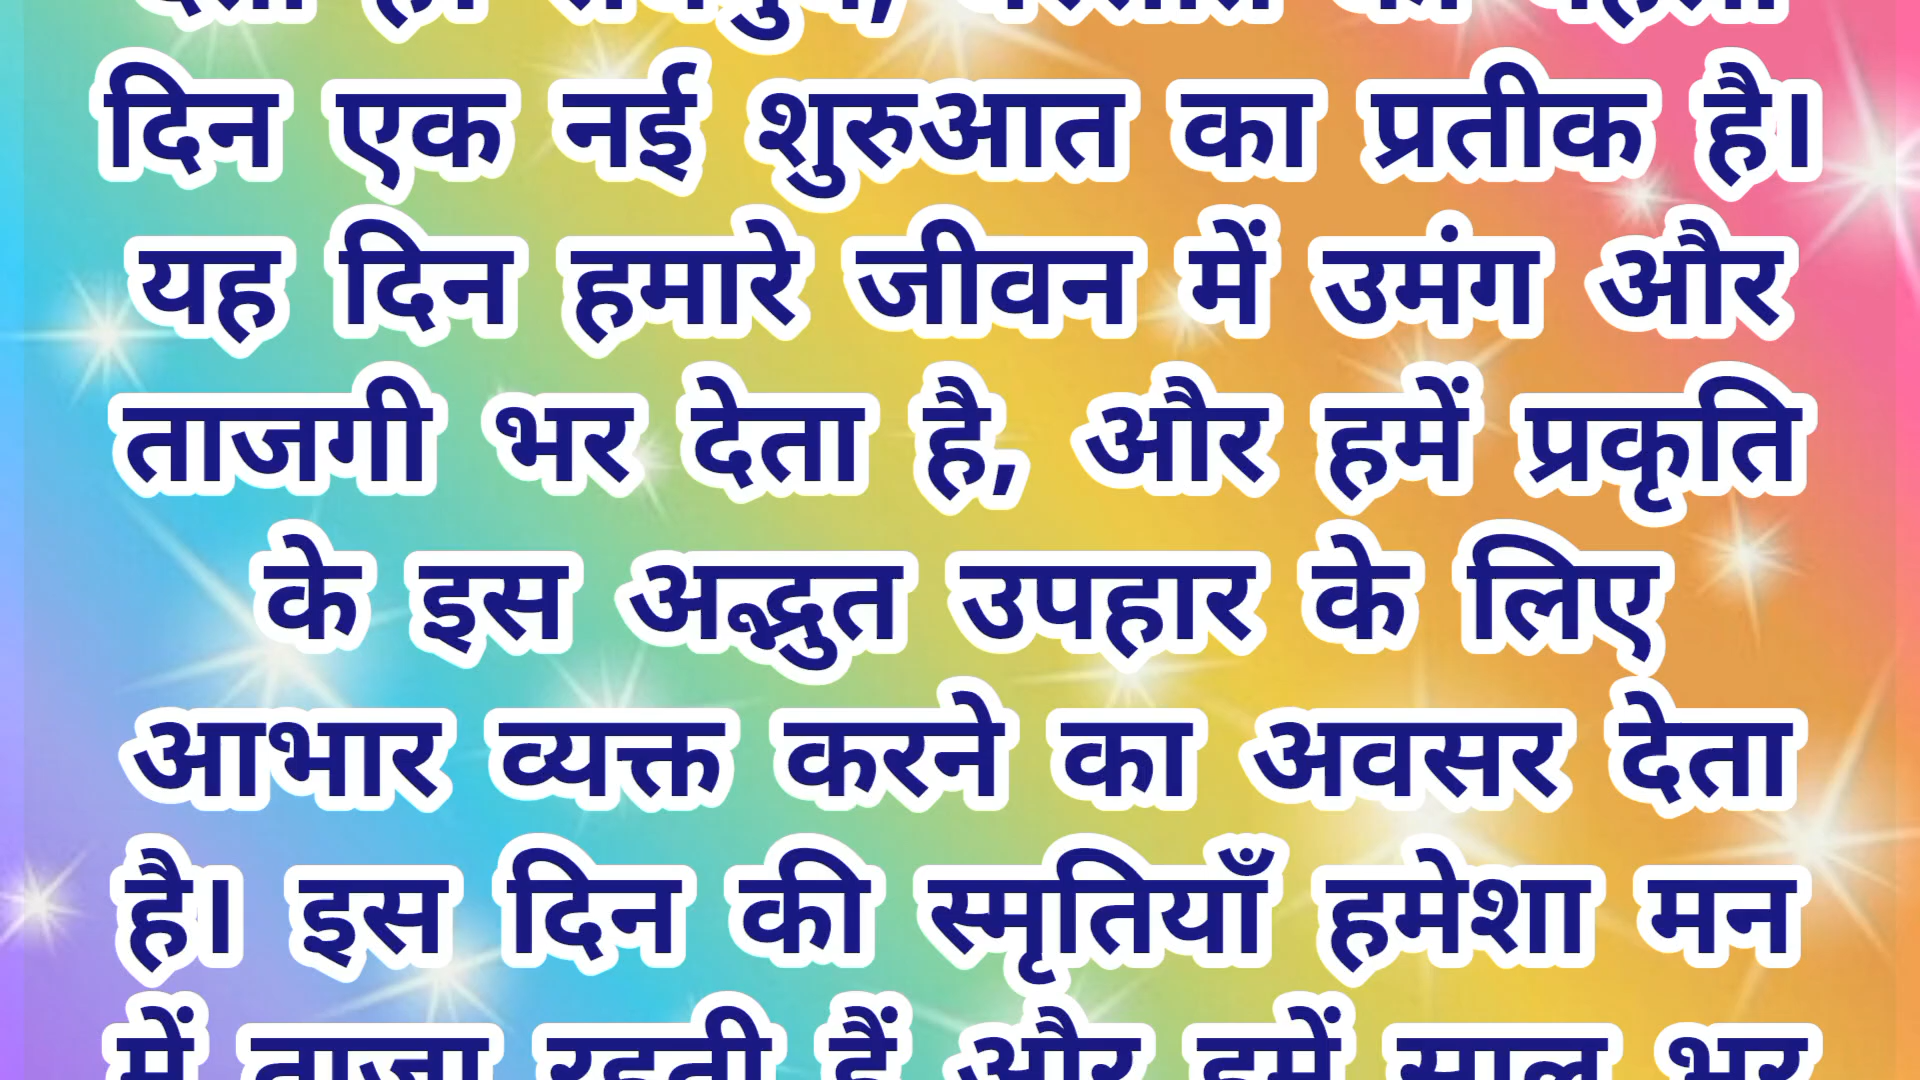 दिन एक नई शुरुआत का प्रतीक है।
यह दिन हमारे जीवन में उमंग और
ताजगी भर देता है, और हमें प्रकृति
के इस अद्भुत उपहार के लिए
आभार व्यक्त करने का अवसर देता
है। इस दिन की स्मृतियाँ हमेशा मन
में ताजा रहती हैं और हमें साल भर